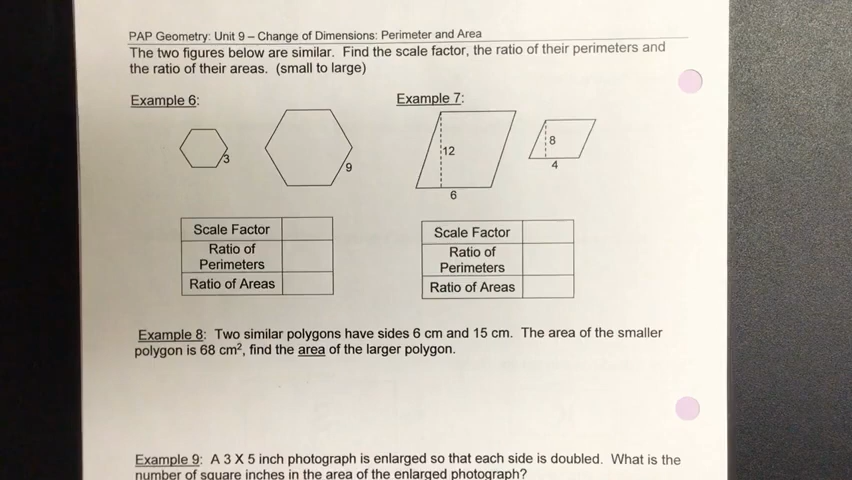 PAP Geometry: Unit 9 – Change of Dimensions: Perimeter and Area
The two figures below are similar. Find the scale factor, the ratio of their perimeters and
the ratio of their areas. (small to large)
Example 6:
3
9
Scale Factor
Ratio of
Perimeters
Ratio of Areas
Example 7:
12
6
8
4
Scale Factor
Ratio of
Perimeters
Ratio of Areas
Example 8: Two similar polygons have sides 6 cm and 15 cm. The area of the smaller
polygon is 68 cm², find the area of the larger polygon.
Example 9: A 3 X 5 inch photograph is enlarged so that each side is doubled. What is the
number of square inches in the area of the enlarged photograph?